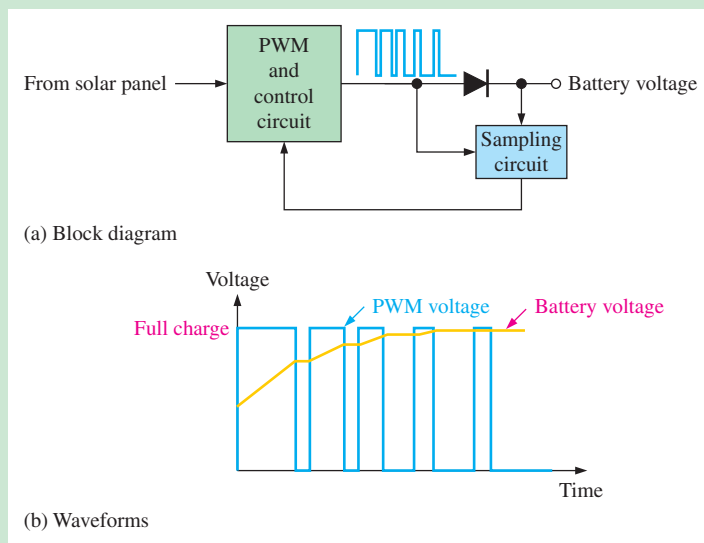 PWM
and
control
circuit
From solar panel
Battery voltage
Sampling
circuit
(a) Block diagram
Voltage
PWM voltage
Battery voltage
Full charge
Time
(b) Waveforms